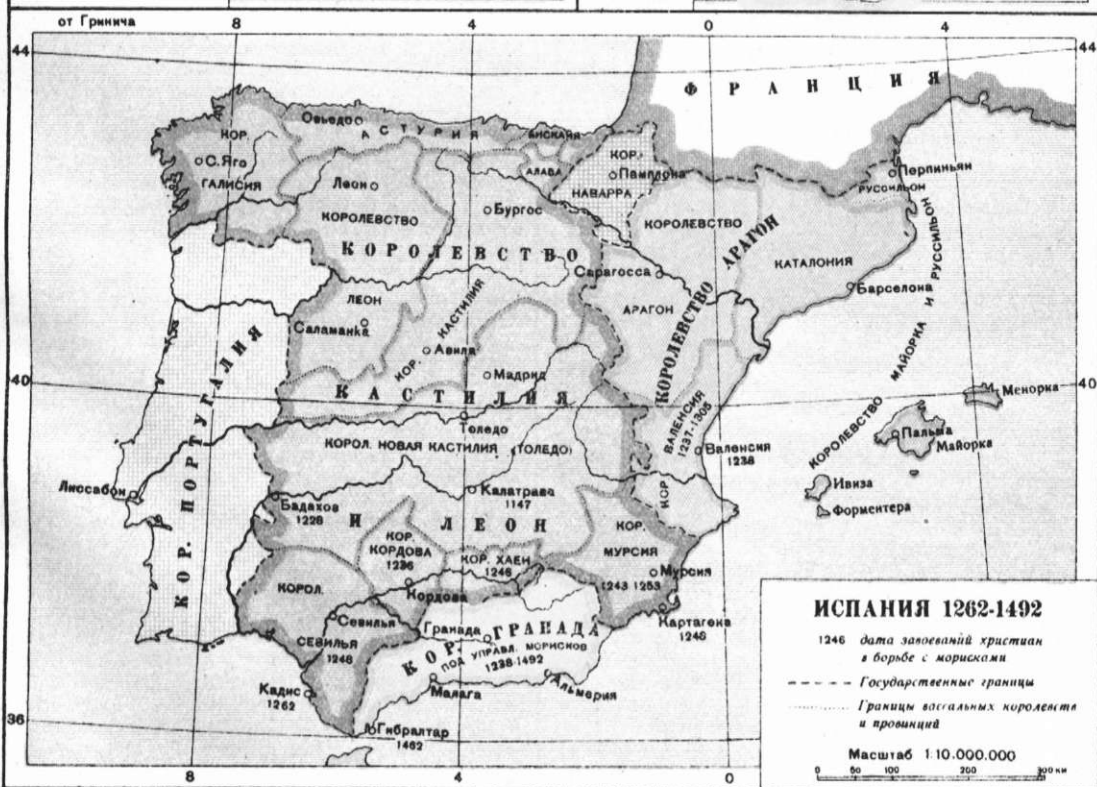 от Гринича
8
4
0
4
44
44
ФРАНЦИЯ
Овьедо
АСТУРИЯ
БИСКАЙЯ
КОР.
С. Яго
ГАЛИСИЯ
Леон
АЛАВА
КОР.
Памплона
НАВАРРА
Перпиньян
РУССИЛЬОН
Бургос
КОРОЛЕВСТВО
КОРОЛЕВСТВО
КОРОЛЕВСТВО
КОРОЛЕВСТВО АРАГОН
КАТАЛОНИЯ
Сарагосса
Барселона
ЛЕОН
АРАГОН
Саламанка
КОР. КАСТИЛИЯ
Авила
Мадрид
КОРОЛЕВСТВО МАЙОРКА И РУССИЛЬОН
40
40
КАСТИЛИЯ
Менорка
Толедо
ВАЛЕНСИЯ
1237-1305
КОР.
Валенсия
1238
Пальма
Майорка
КОРОЛ. НОВАЯ КАСТИЛИЯ (ТОЛЕДО)
Ивиза
Форментера
КОР. ПОРТУГАЛИЯ
Лиссабон
Калатрава
1147
Бадахоз
1228
И ЛЕОН
КОР.
КОРДОВА
1236
КОР. ХАЕН
1246
КОР.
МУРСИЯ
1243 1253
Мурсия
Кордова
КОРОЛ.
Севилья
СЕВИЛЬЯ
1248
Картагена
Гранада
КОР. ГРАНАДА
ПОД УПРАВЛ. МОРИСКОВ
1238-1492
Кадис
1262
Малага
Альмерия
36
Гибралтар
1462
8
4
0
ИСПАНИЯ 1262-1492
1246 дата завоеваний христиан
в борьбе с морисками
Государственные границы
Границы вассальных королевств
и провинций
Масштаб 1:10.000.000
0 50 100 200 300 км